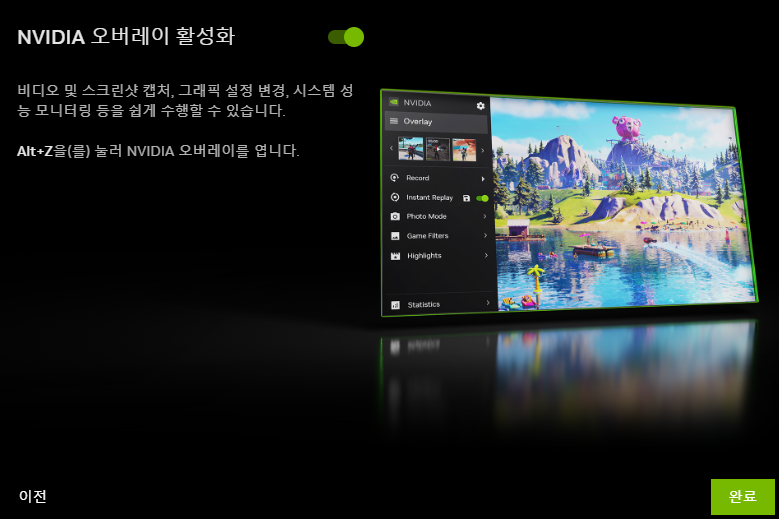 NVIDIA 오버레이 활성화
비디오 및 스크린샷 캡처, 그래픽 설정 변경, 시스템 성
능 모니터링 등을 쉽게 수행할 수 있습니다.
Alt+Z을(를) 눌러 NVIDIA 오버레이를 엽니다.
NVIDIA
Overlay
Record
Instant Replay
Photo Mode
Game Filters
Highlights
Statistics
이전
완료